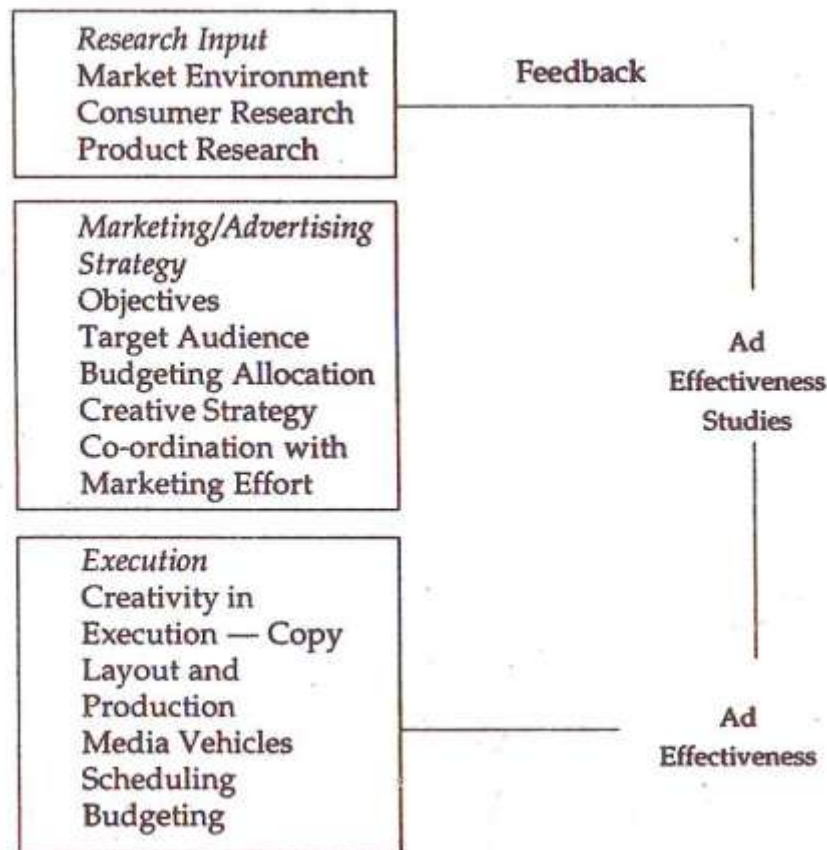 Research Input
Market Environment
Consumer Research
Product Research
Feedback
Marketing/Advertising
Strategy
Objectives
Target Audience
Budgeting Allocation
Creative Strategy
Co-ordination with
Marketing Effort
Ad
Effectiveness
Studies
Execution
Creativity in
Execution — Copy
Layout and
Production
Media Vehicles
Scheduling
Budgeting
Ad
Effectiveness